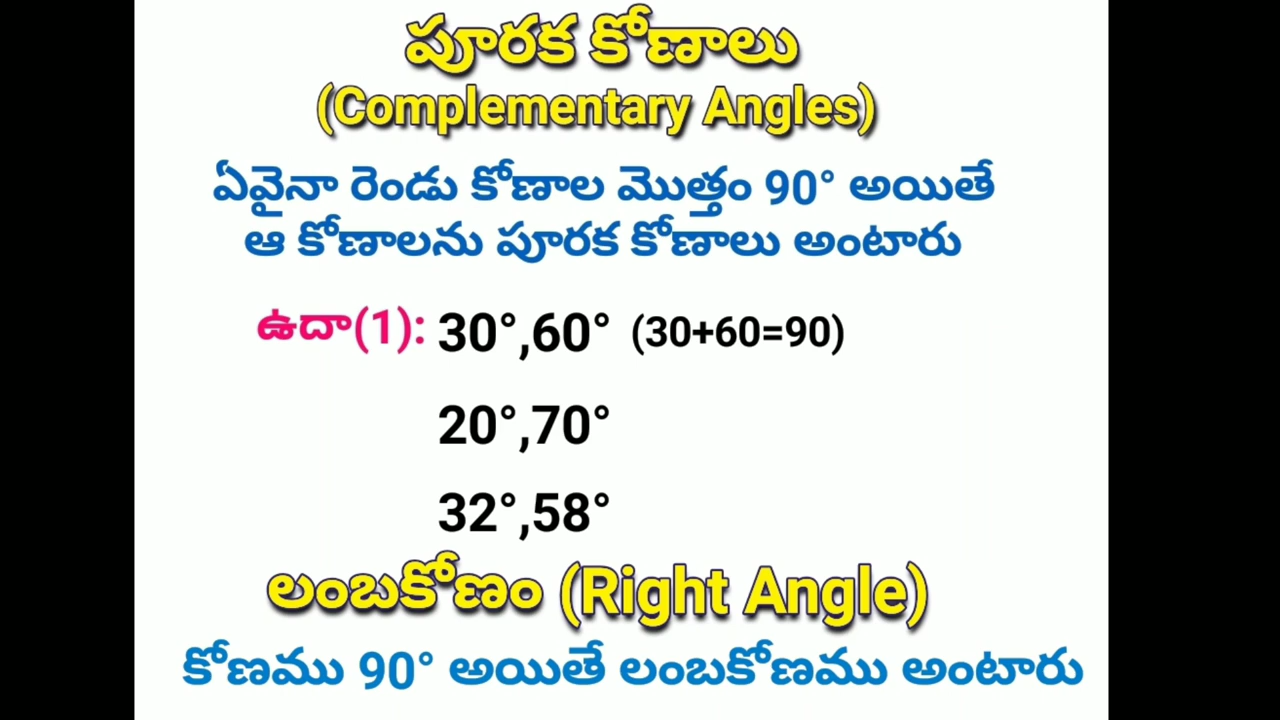 పూరక కోణాలు
(Complementary Angles)
ఏవైనా రెండు కోణాల మొత్తం 90° అయితే
ఆ కోణాలను పూరక కోణాలు అంటారు
ఉదా(1): 30°,60° (30+60=90)
20°,70°
32°,58°
లంబకోణం (Right Angle)
కోణము 90° అయితే లంబకోణము అంటారు